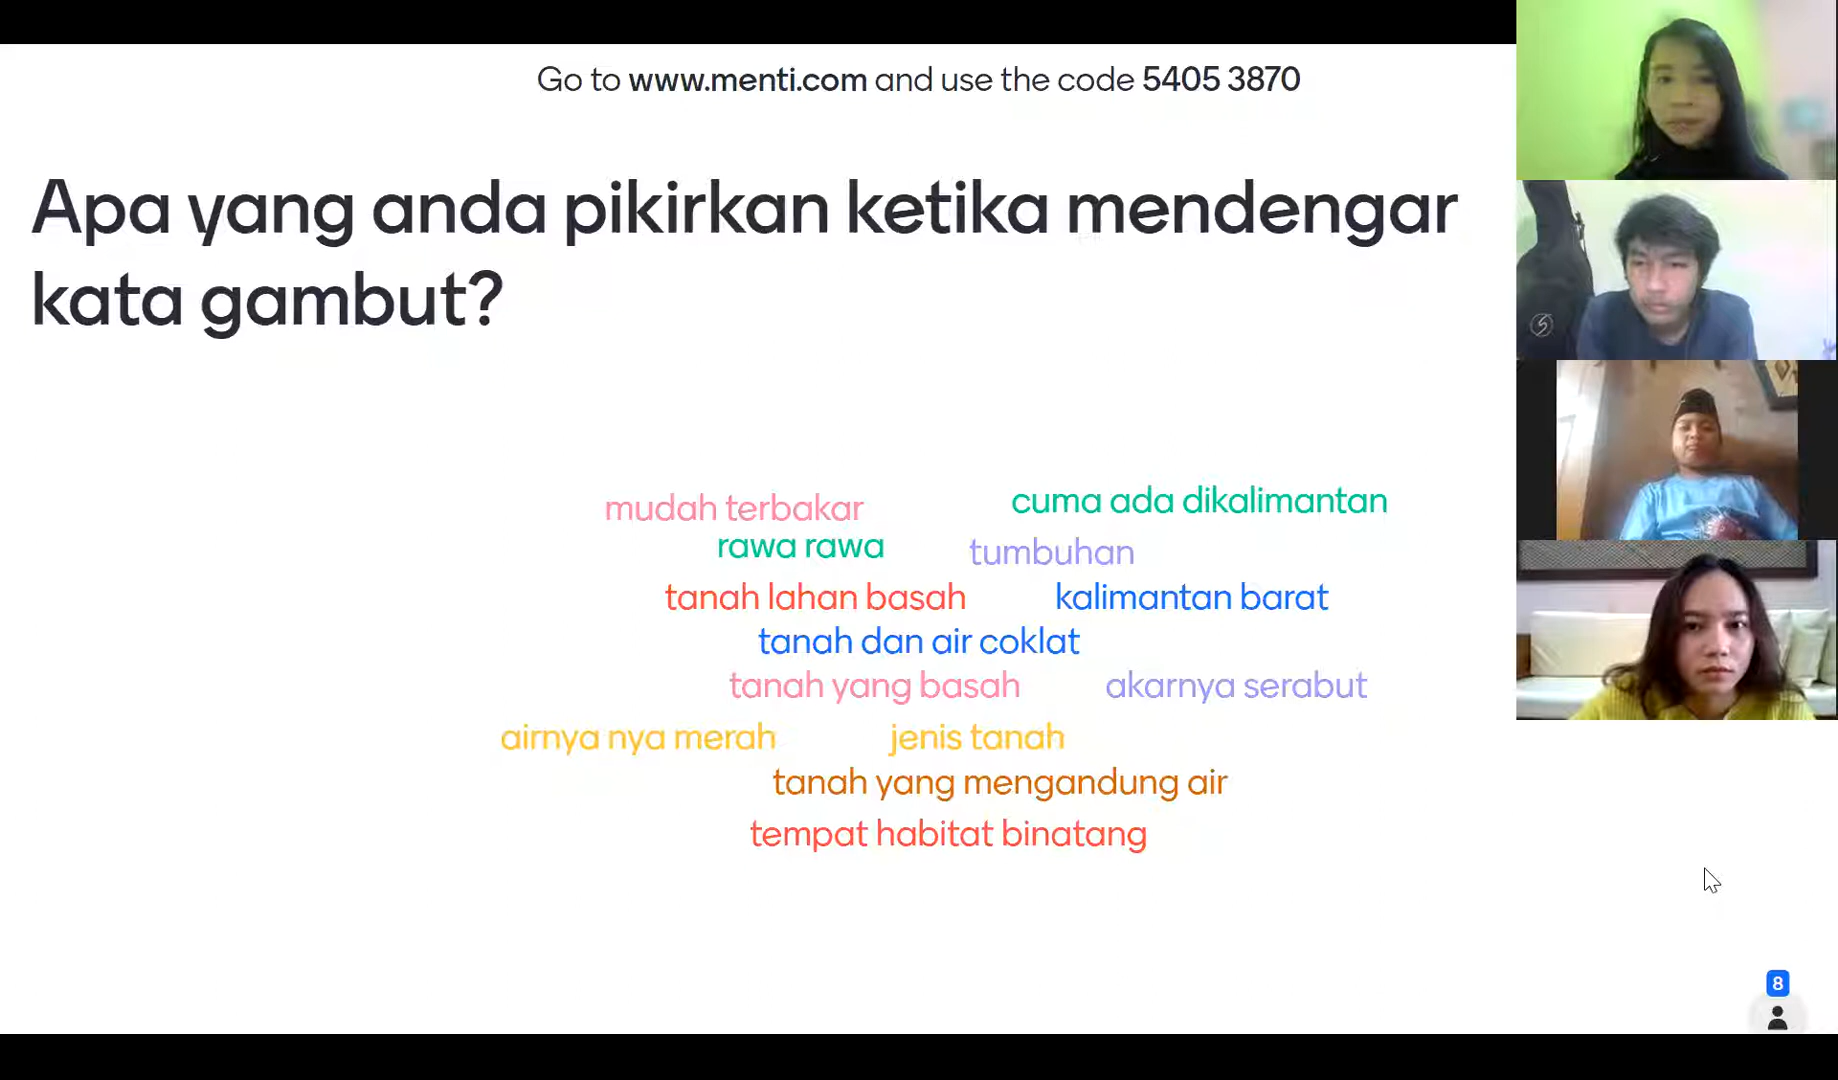 Go to www.menti.com and use the code 5405 3870
Apa yang anda pikirkan ketika mendengar
kata gambut?
mudah terbakar
cuma ada dikalimantan
rawa rawa
tumbuhan
tanah lahan basah
kalimantan barat
tanah dan air coklat
tanah yang basah
akarnya serabut
airnya nya merah
jenis tanah
tanah yang mengandung air
tempat habitat binatang
8